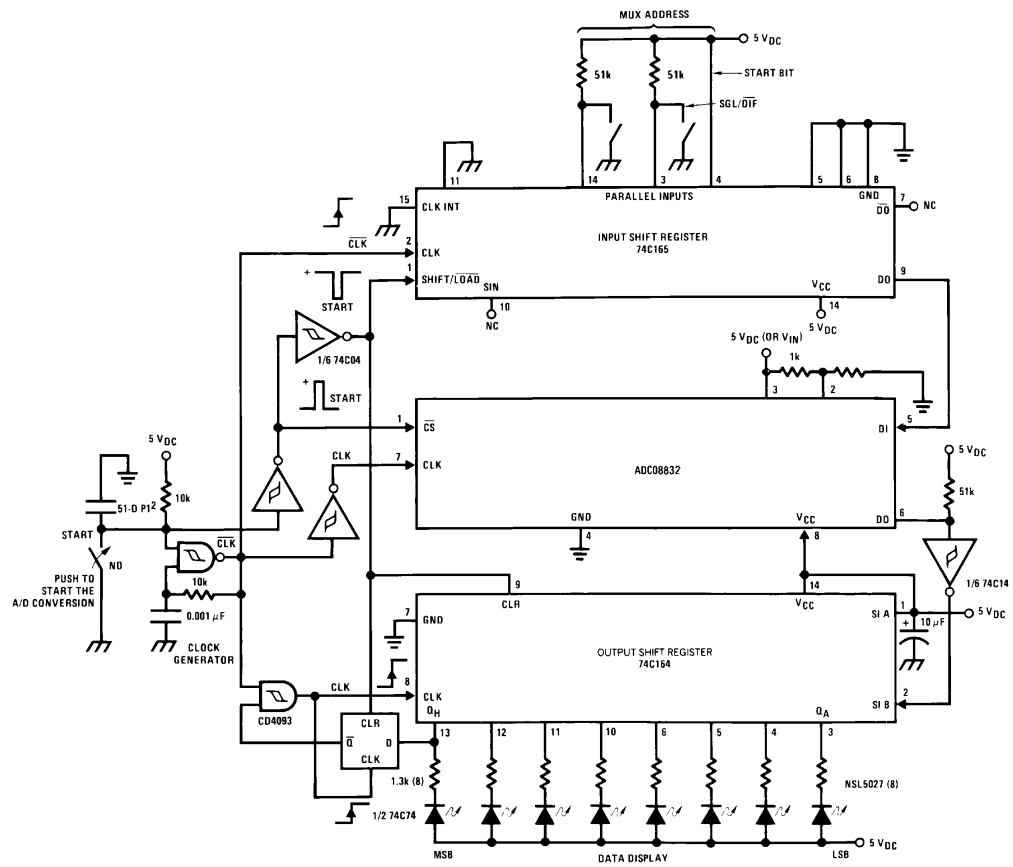 MUX ADDRESS
5 VDC
51k
51k
START BIT
SGL/DIF
11
14
3
4
5
6
8
GND
PARALLEL INPUTS
15
CLK INT
7
DO
NC
INPUT SHIFT REGISTER
74C165
CLK
2
CLK
1
SHIFT/LOAD
9
DO
+
START
SIN
10
NC
VCC
14
5 VDC
1/6 74C04
5 VDC (OR VIN)
1k
3
2
+
START
1
CS
5
DI
CLK
7
CLK
ADC08832
5 VDC
5 VDC
10k
51-D P1²
51k
GND
4
VCC
8
6
DO
START
CLK
NO
PUSH TO
START THE
A/D CONVERSION
10k
0.001 µF
CLOCK
GENERATOR
1/6 74C14
9
CLR
14
VCC
7
GND
1
SI A
+
10 µF
5 VDC
OUTPUT SHIFT REGISTER
74C164
CLK
8
CLK
2
SI B
CD4093
QH
QA
CLR
Q
D
CLK
13
12
11
10
6
5
4
3
1.3k (8)
NSL5027 (8)
1/2 74C74
5 VDC
MSB
DATA DISPLAY
LSB